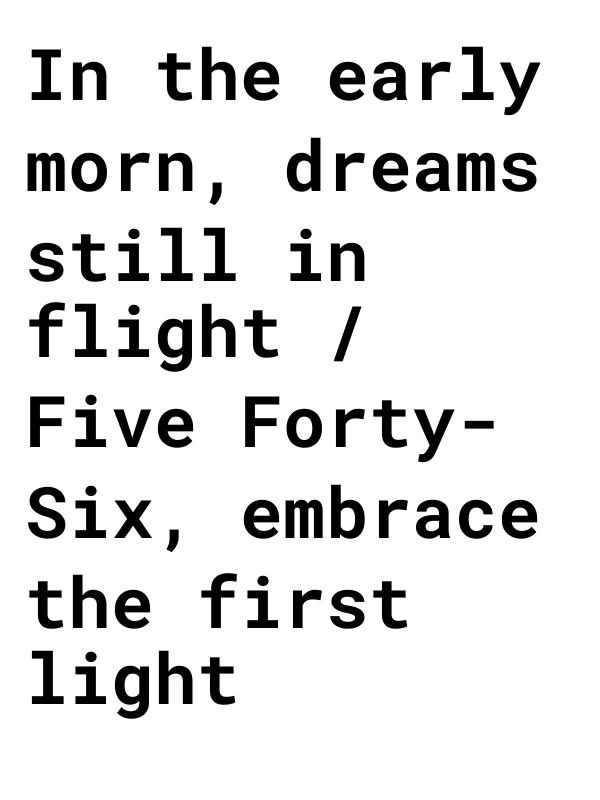 In the early
morn, dreams
still in
flight /
Five Forty-
Six, embrace
the first
light